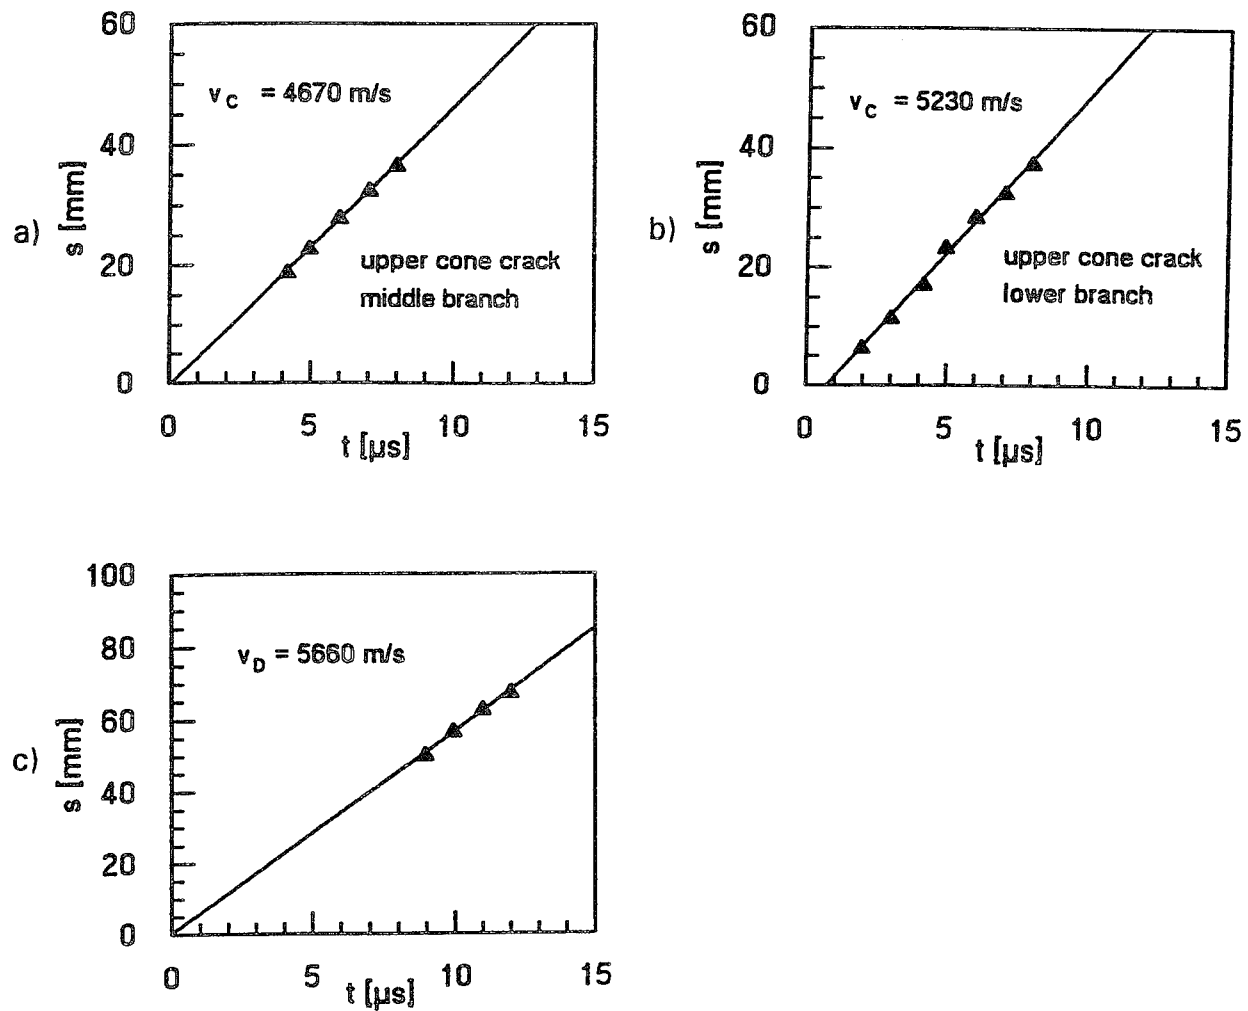 a)
s [mm]
60
40
20
0
v_C = 4670 m/s
upper cone crack
middle branch
0 5 10 15
t [µs]
b)
s [mm]
60
40
20
0
v_C = 5230 m/s
upper cone crack
lower branch
0 5 10 15
t [µs]
c)
s [mm]
100
80
60
40
20
0
v_D = 5660 m/s
0 5 10 15
t [µs]